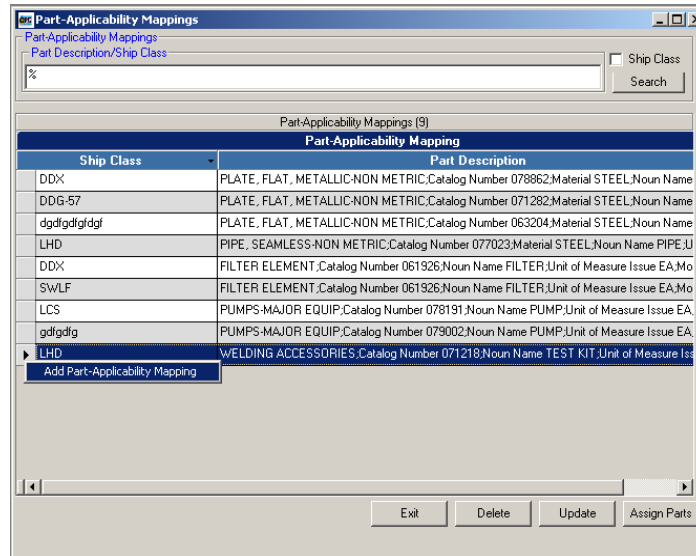 Part-Applicability Mappings
Part-Applicability Mappings
Part Description/Ship Class
Ship Class
%
Search
Part-Applicability Mappings (9)
Part-Applicability Mapping
Ship Class Part Description
DDX PLATE, FLAT, METALLIC-NON METRIC;Catalog Number 078862;Material STEEL;Noun Name
DDG-57 PLATE, FLAT, METALLIC-NON METRIC;Catalog Number 071282;Material STEEL;Noun Name
dgdfgdfgfdgf PLATE, FLAT, METALLIC-NON METRIC;Catalog Number 063204;Material STEEL;Noun Name
LHD PIPE, SEAMLESS-NON METRIC;Catalog Number 077023;Material STEEL;Noun Name PIPE;U
DDX FILTER ELEMENT;Catalog Number 061926;Noun Name FILTER;Unit of Measure Issue EA;Mo
SWLF FILTER ELEMENT;Catalog Number 061926;Noun Name FILTER;Unit of Measure Issue EA;Mo
LCS PUMPS-MAJOR EQUIP;Catalog Number 078191;Noun Name PUMP;Unit of Measure Issue EA,
gdfgdfg PUMPS-MAJOR EQUIP;Catalog Number 079002;Noun Name PUMP;Unit of Measure Issue EA,
LHD WELDING ACCESSORIES;Catalog Number 071218;Noun Name TEST KIT;Unit of Measure Iss
Add Part-Applicability Mapping
Exit Delete Update Assign Parts